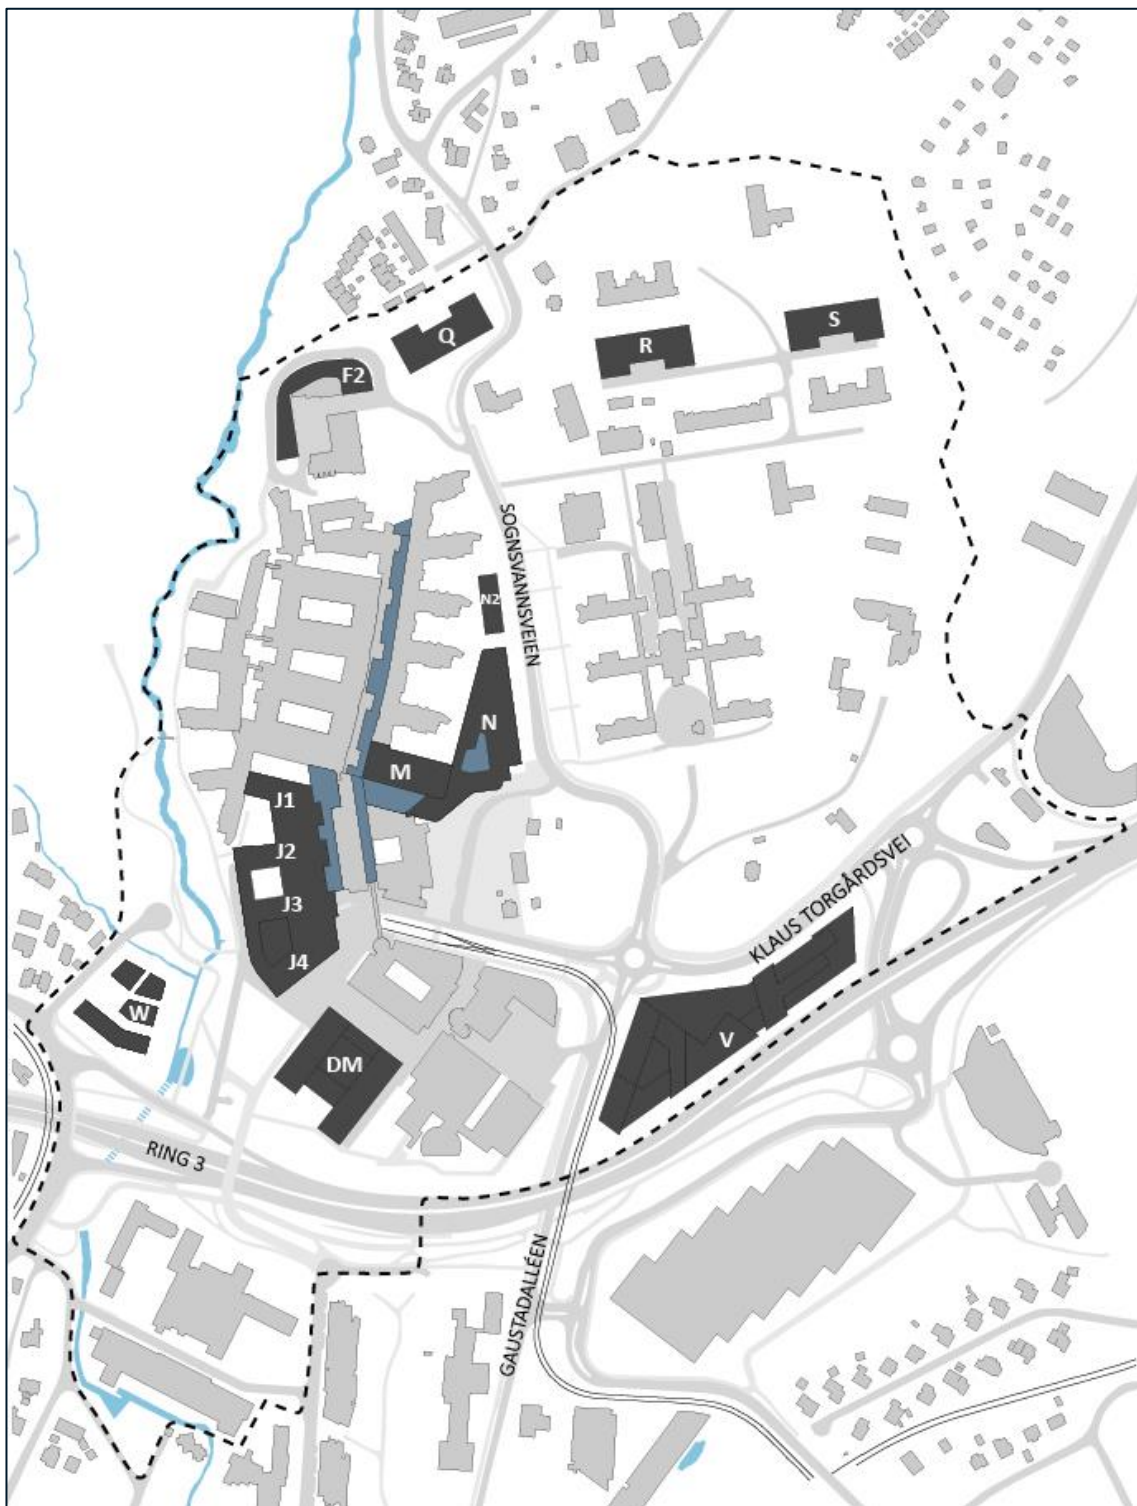 S
Q
R
F2
SOGNSVANNSVEIEN
N2
N
M
J1
J2
J3
J4
KLAUS TORGÅRDSVEI
W
V
DM
RING 3
GAUSTADALLÉEN